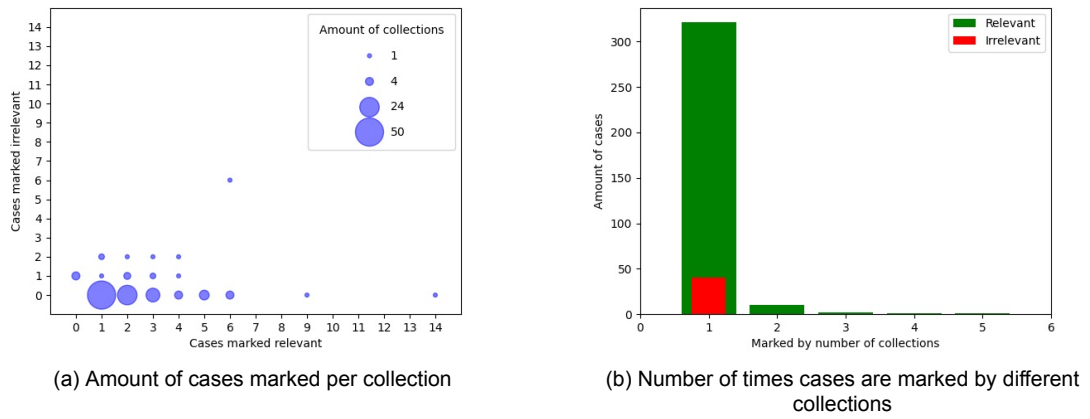 14
13
12
11
10
9
8
7
6
5
4
3
2
1
0
Cases marked irrelevant
0 1 2 3 4 5 6 7 8 9 10 11 12 13 14
Cases marked relevant
Amount of collections
1
4
24
50
(a) Amount of cases marked per collection
300
250
200
150
100
50
0
Amount of cases
Relevant
Irrelevant
0 1 2 3 4 5 6
Marked by number of collections
(b) Number of times cases are marked by different
collections